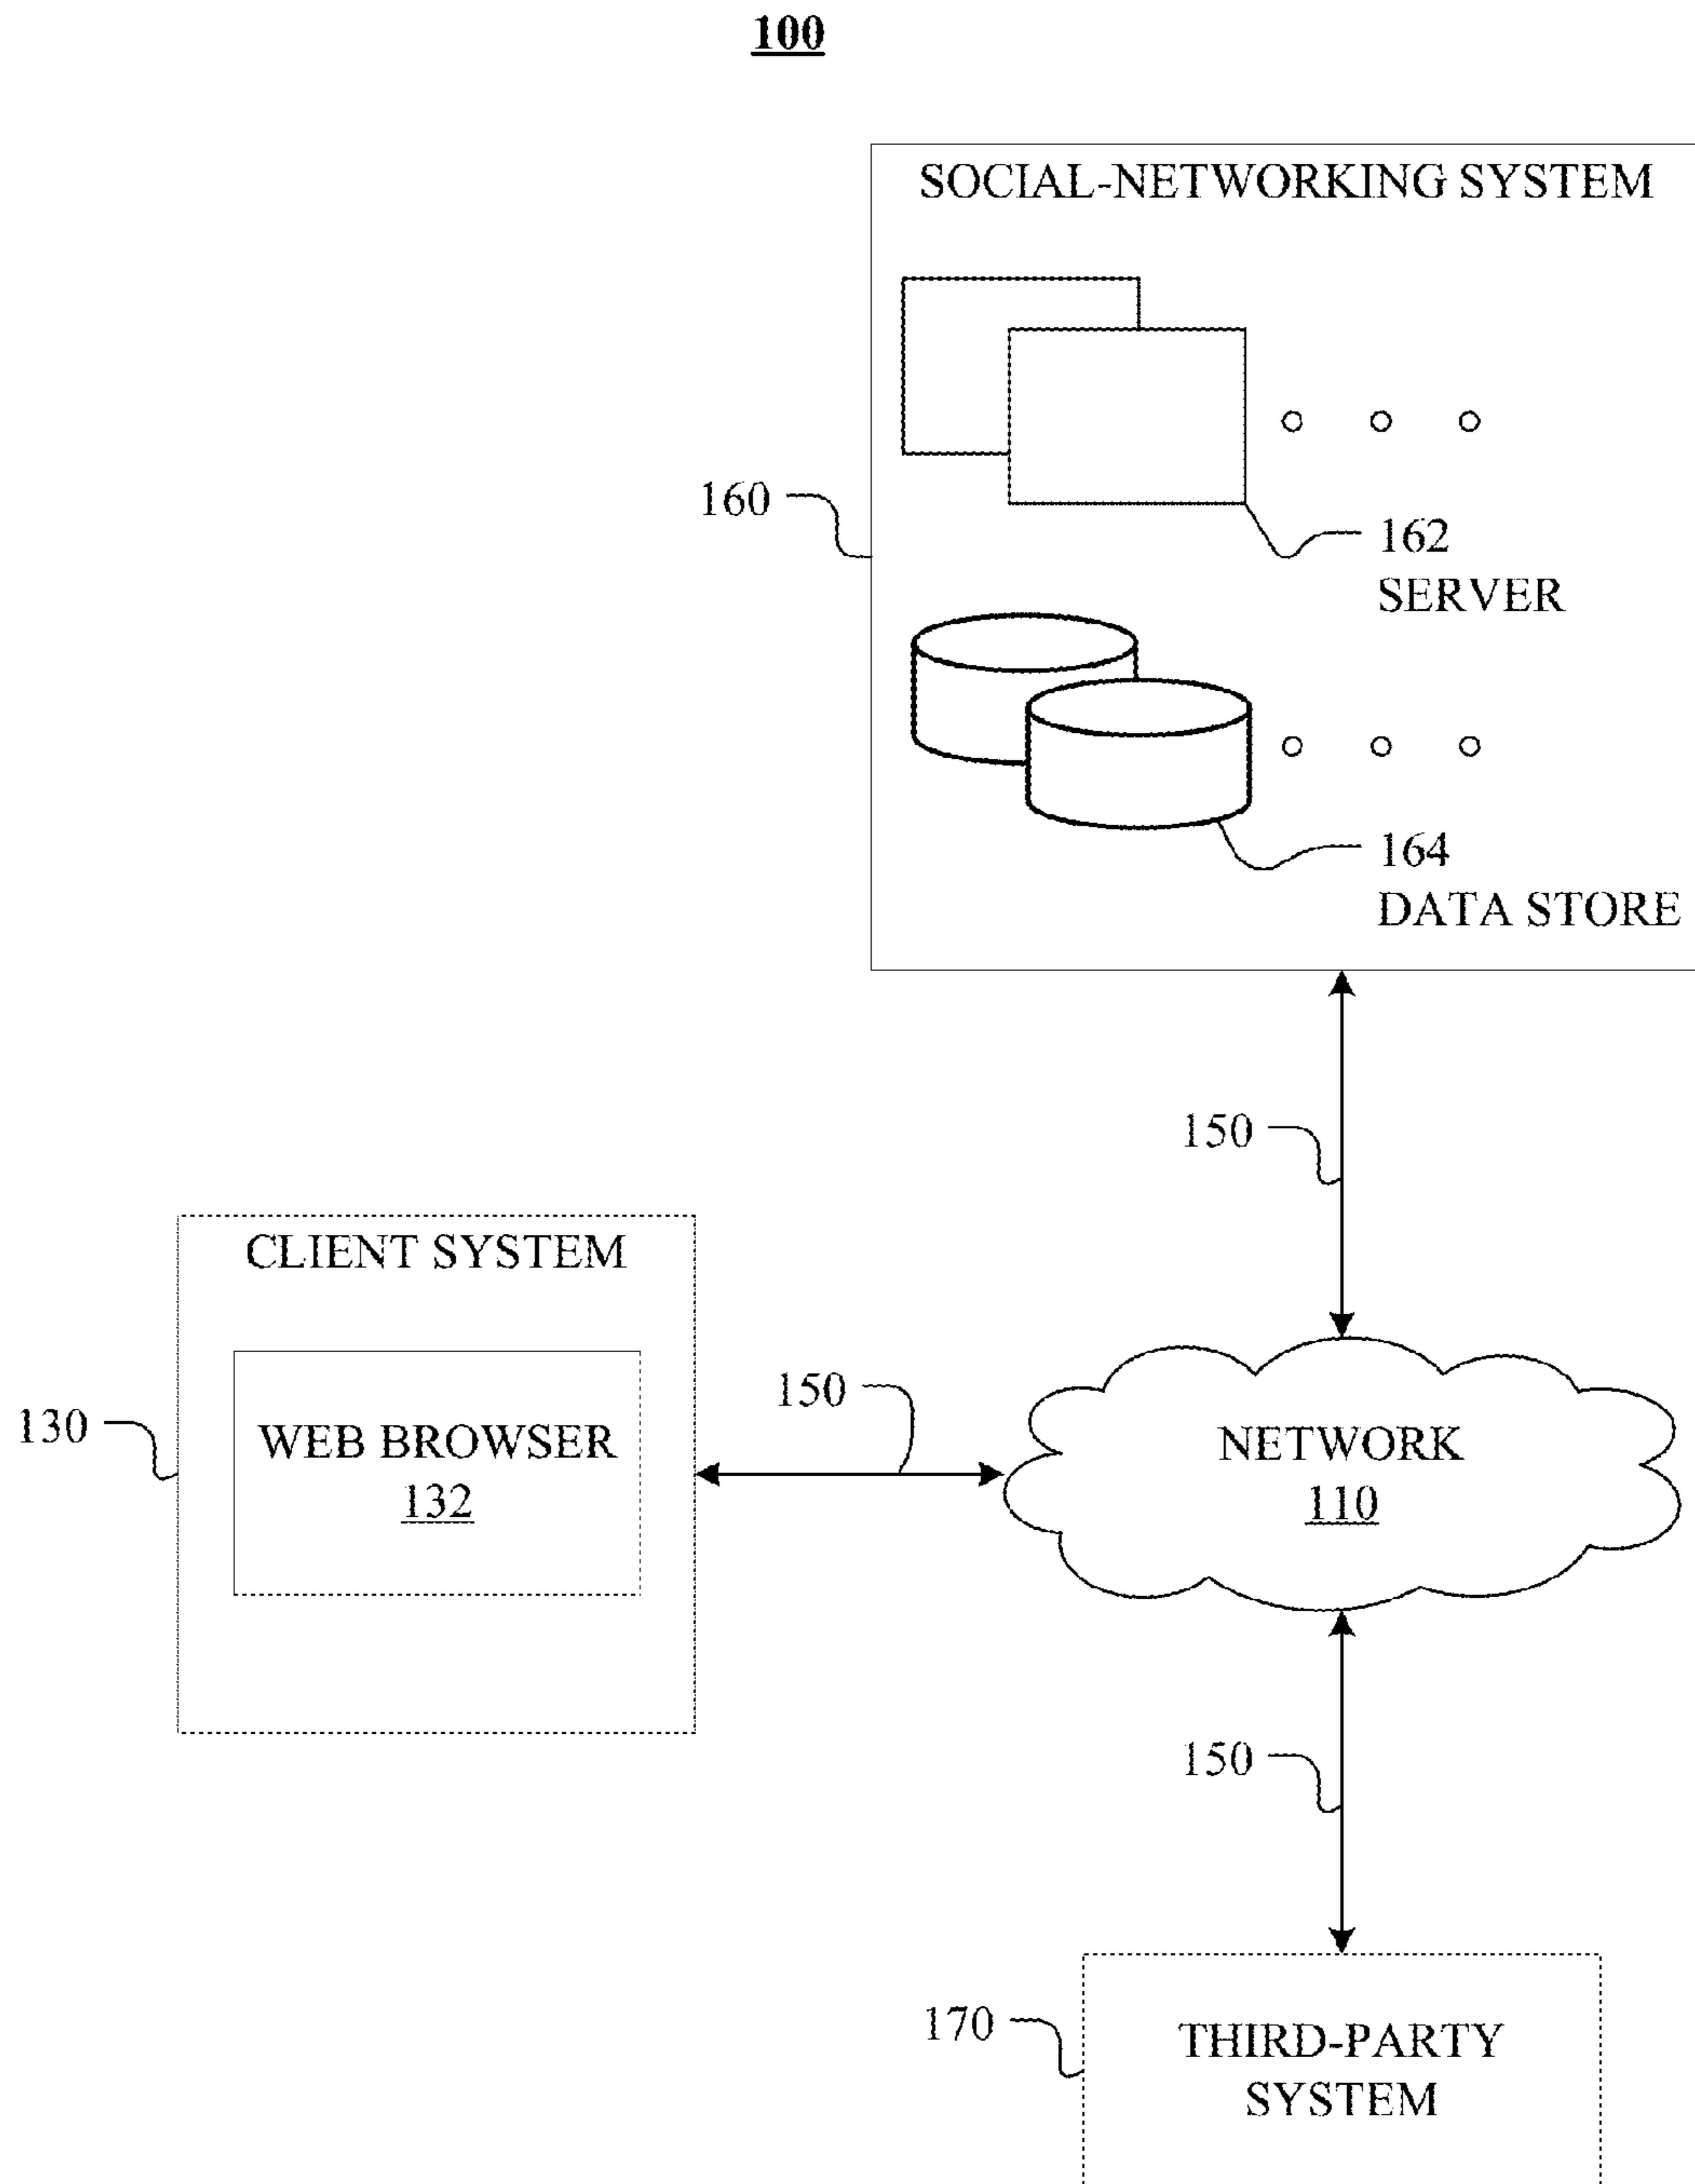 100
SOCIAL-NETWORKING SYSTEM
160
162
SERVER
164
DATA STORE
150
CLIENT SYSTEM
130
WEB BROWSER
132
150
NETWORK
110
150
170
THIRD-PARTY
SYSTEM